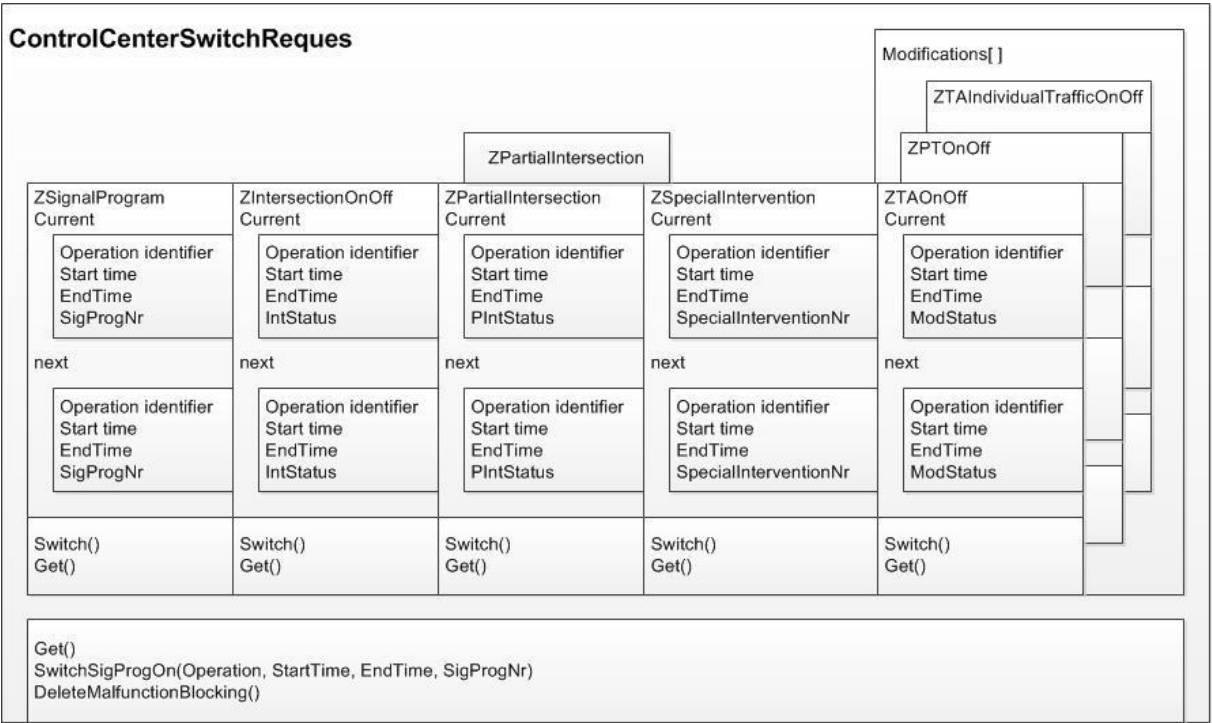 ControlCenterSwitchReques
Modifications[ ]
ZTAIndividualTrafficOnOff
ZPTOnOff
ZPartialIntersection
ZSignalProgram
Current
Operation identifier
Start time
EndTime
SigProgNr
next
Operation identifier
Start time
EndTime
SigProgNr
Switch()
Get()
ZIntersectionOnOff
Current
Operation identifier
Start time
EndTime
IntStatus
next
Operation identifier
Start time
EndTime
IntStatus
Switch()
Get()
ZPartialIntersection
Current
Operation identifier
Start time
EndTime
PIntStatus
next
Operation identifier
Start time
EndTime
PIntStatus
Switch()
Get()
ZSpecialIntervention
Current
Operation identifier
Start time
EndTime
SpecialInterventionNr
next
Operation identifier
Start time
EndTime
SpecialInterventionNr
Switch()
Get()
ZTAOnOff
Current
Operation identifier
Start time
EndTime
ModStatus
next
Operation identifier
Start time
EndTime
ModStatus
Switch()
Get()
Get()
SwitchSigProgOn(Operation, StartTime, EndTime, SigProgNr)
DeleteMalfunctionBlocking()